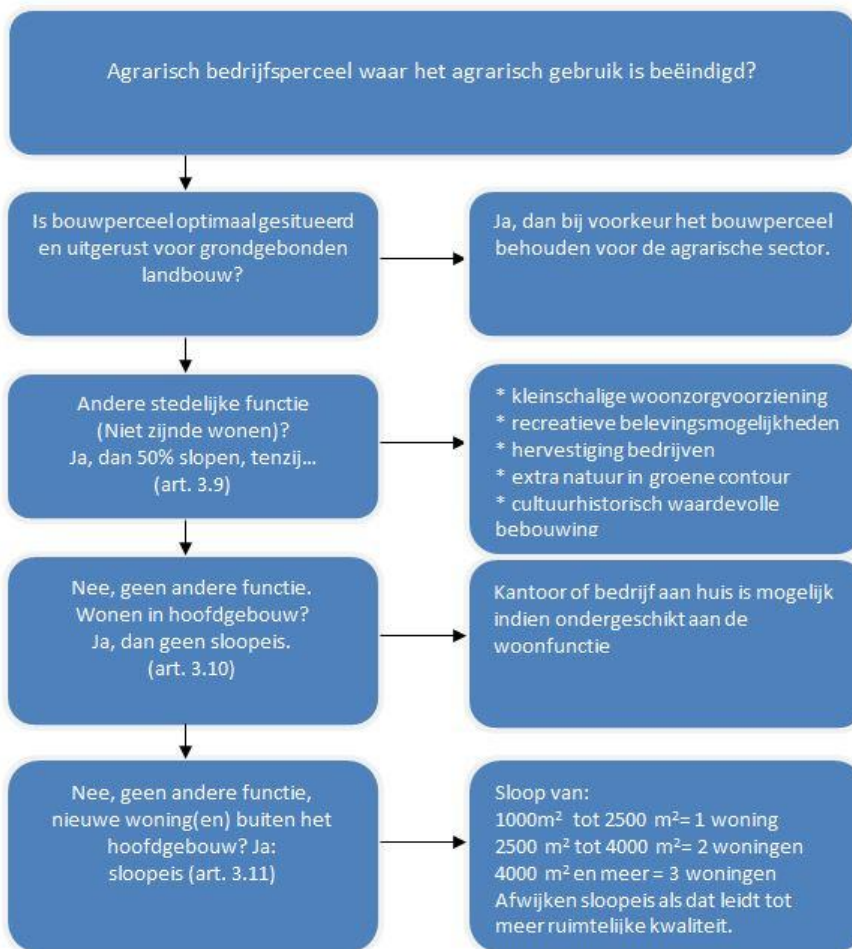 Agrarisch bedrijfsperceel waar het agrarisch gebruik is beëindigd?
Is bouwperceel optimaal gesitueerd
en uitgerust voor grondgebonden
landbouw?
Ja, dan bij voorkeur het bouwperceel
behouden voor de agrarische sector.
Andere stedelijke functie
(Niet zijnde wonen)?
Ja, dan 50% slopen, tenzij...
(art. 3.9)
* kleinschalige woonzorgvoorziening
* recreatieve belevingsmogelijkheden
* hervestiging bedrijven
* extra natuur in groene contour
* cultuurhistorisch waardevolle
bebouwing
Nee, geen andere functie.
Wonen in hoofdgebouw?
Ja, dan geen sloopeis.
(art. 3.10)
Kantoor of bedrijf aan huis is mogelijk
indien ondergeschikt aan de
woonfunctie
Nee, geen andere functie,
nieuwe woning(en) buiten het
hoofdgebouw? Ja:
sloopeis (art. 3.11)
Sloop van:
1000m² tot 2500 m²= 1 woning
2500 m² tot 4000 m²= 2 woningen
4000 m² en meer = 3 woningen
Afwijken sloopeis als dat leidt tot
meer ruimtelijke kwaliteit.